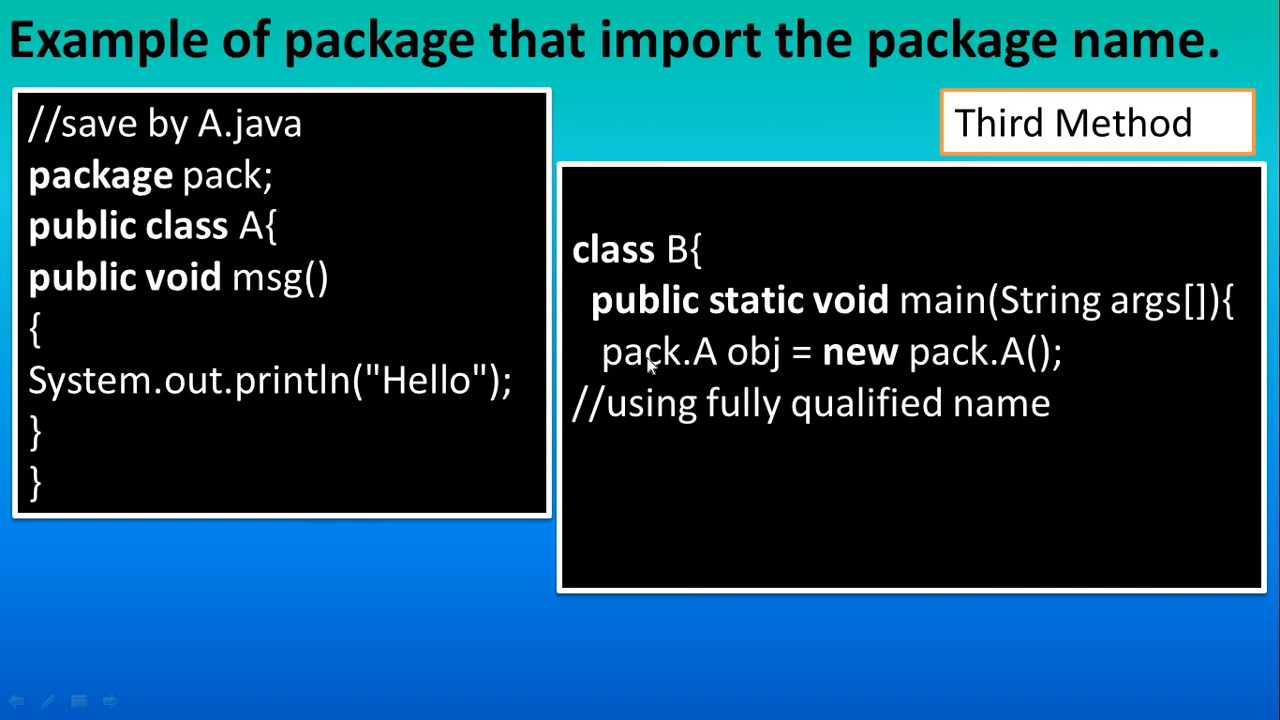 Example of package that import the package name.
//save by A.java
package pack;
public class A{
public void msg()
{
System.out.println("Hello");
}
}
Third Method
class B{
public static void main(String args[]){
pack.A obj = new pack.A();
//using fully qualified name